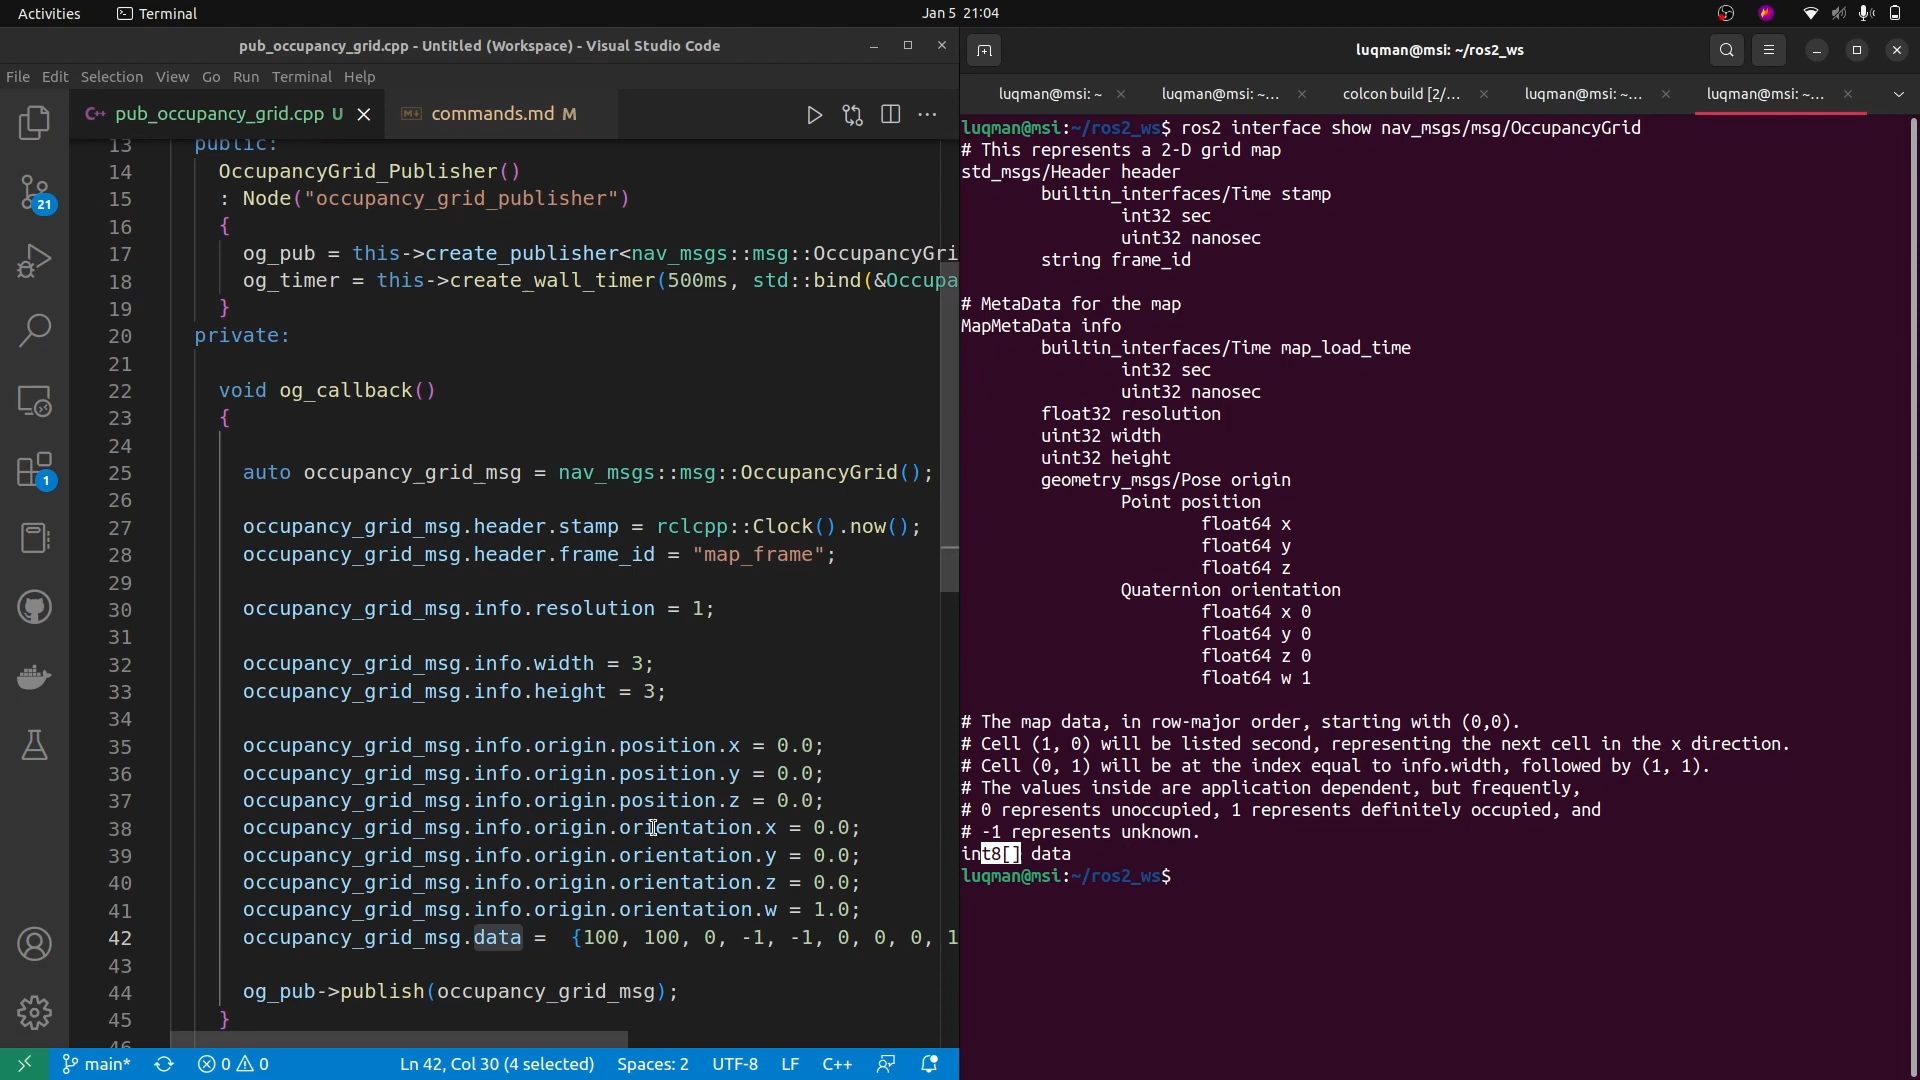 Activities
Terminal
Jan 5 21:04
pub_occupancy_grid.cpp - Untitled (Workspace) - Visual Studio Code
File Edit Selection View Go Run Terminal Help
pub_occupancy_grid.cpp U
commands.md M
13 public:
14 OccupancyGrid_Publisher()
15 : Node("occupancy_grid_publisher")
16 {
17 og_pub = this->create_publisher<nav_msgs::msg::OccupancyGri
18 og_timer = this->create_wall_timer(500ms, std::bind(&Occupa
19 }
20 private:
21
22 void og_callback()
23 {
24
25 auto occupancy_grid_msg = nav_msgs::msg::OccupancyGrid();
26
27 occupancy_grid_msg.header.stamp = rclcpp::Clock().now();
28 occupancy_grid_msg.header.frame_id = "map_frame";
29
30 occupancy_grid_msg.info.resolution = 1;
31
32 occupancy_grid_msg.info.width = 3;
33 occupancy_grid_msg.info.height = 3;
34
35 occupancy_grid_msg.info.origin.position.x = 0.0;
36 occupancy_grid_msg.info.origin.position.y = 0.0;
37 occupancy_grid_msg.info.origin.position.z = 0.0;
38 occupancy_grid_msg.info.origin.orientation.x = 0.0;
39 occupancy_grid_msg.info.origin.orientation.y = 0.0;
40 occupancy_grid_msg.info.origin.orientation.z = 0.0;
41 occupancy_grid_msg.info.origin.orientation.w = 1.0;
42 occupancy_grid_msg.data = {100, 100, 0, -1, -1, 0, 0, 0, 1
43
44 og_pub->publish(occupancy_grid_msg);
45 }
46
21
1
main*
0 0
Ln 42, Col 30 (4 selected)
Spaces: 2
UTF-8
LF
C++
luqman@msi: ~/ros2_ws
luqman@msi: ~
luqman@msi: ~...
colcon build [2/...
luqman@msi: ~...
luqman@msi: ~...
luqman@msi:~/ros2_ws$ ros2 interface show nav_msgs/msg/OccupancyGrid
# This represents a 2-D grid map
std_msgs/Header header
builtin_interfaces/Time stamp
int32 sec
uint32 nanosec
string frame_id
# MetaData for the map
MapMetaData info
builtin_interfaces/Time map_load_time
int32 sec
uint32 nanosec
float32 resolution
uint32 width
uint32 height
geometry_msgs/Pose origin
Point position
float64 x
float64 y
float64 z
Quaternion orientation
float64 x 0
float64 y 0
float64 z 0
float64 w 1
# The map data, in row-major order, starting with (0,0).
# Cell (1, 0) will be listed second, representing the next cell in the x direction.
# Cell (0, 1) will be at the index equal to info.width, followed by (1, 1).
# The values inside are application dependent, but frequently,
# 0 represents unoccupied, 1 represents definitely occupied, and
# -1 represents unknown.
int8[] data
luqman@msi:~/ros2_ws$